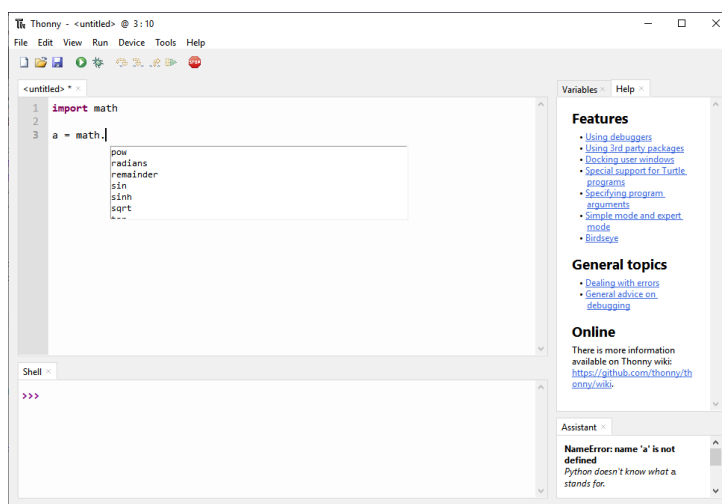 Thonny - <untitled> @ 3:10
File Edit View Run Device Tools Help
STOP
<untitled> *
1 import math
2
3 a = math.
pow
radians
remainder
sin
sinh
sqrt
Shell
>>>
Variables Help
Features
• Using debuggers
• Using 3rd party packages
• Docking user windows
• Special support for Turtle
programs
• Specifying program
arguments
• Simple mode and expert
mode
• Birdseye
General topics
• Dealing with errors
• General advice on
debugging
Online
There is more information
available on Thonny wiki:
https://github.com/thonny/th
onny/wiki.
Assistant
NameError: name 'a' is not
defined
Python doesn't know what a
stands for.